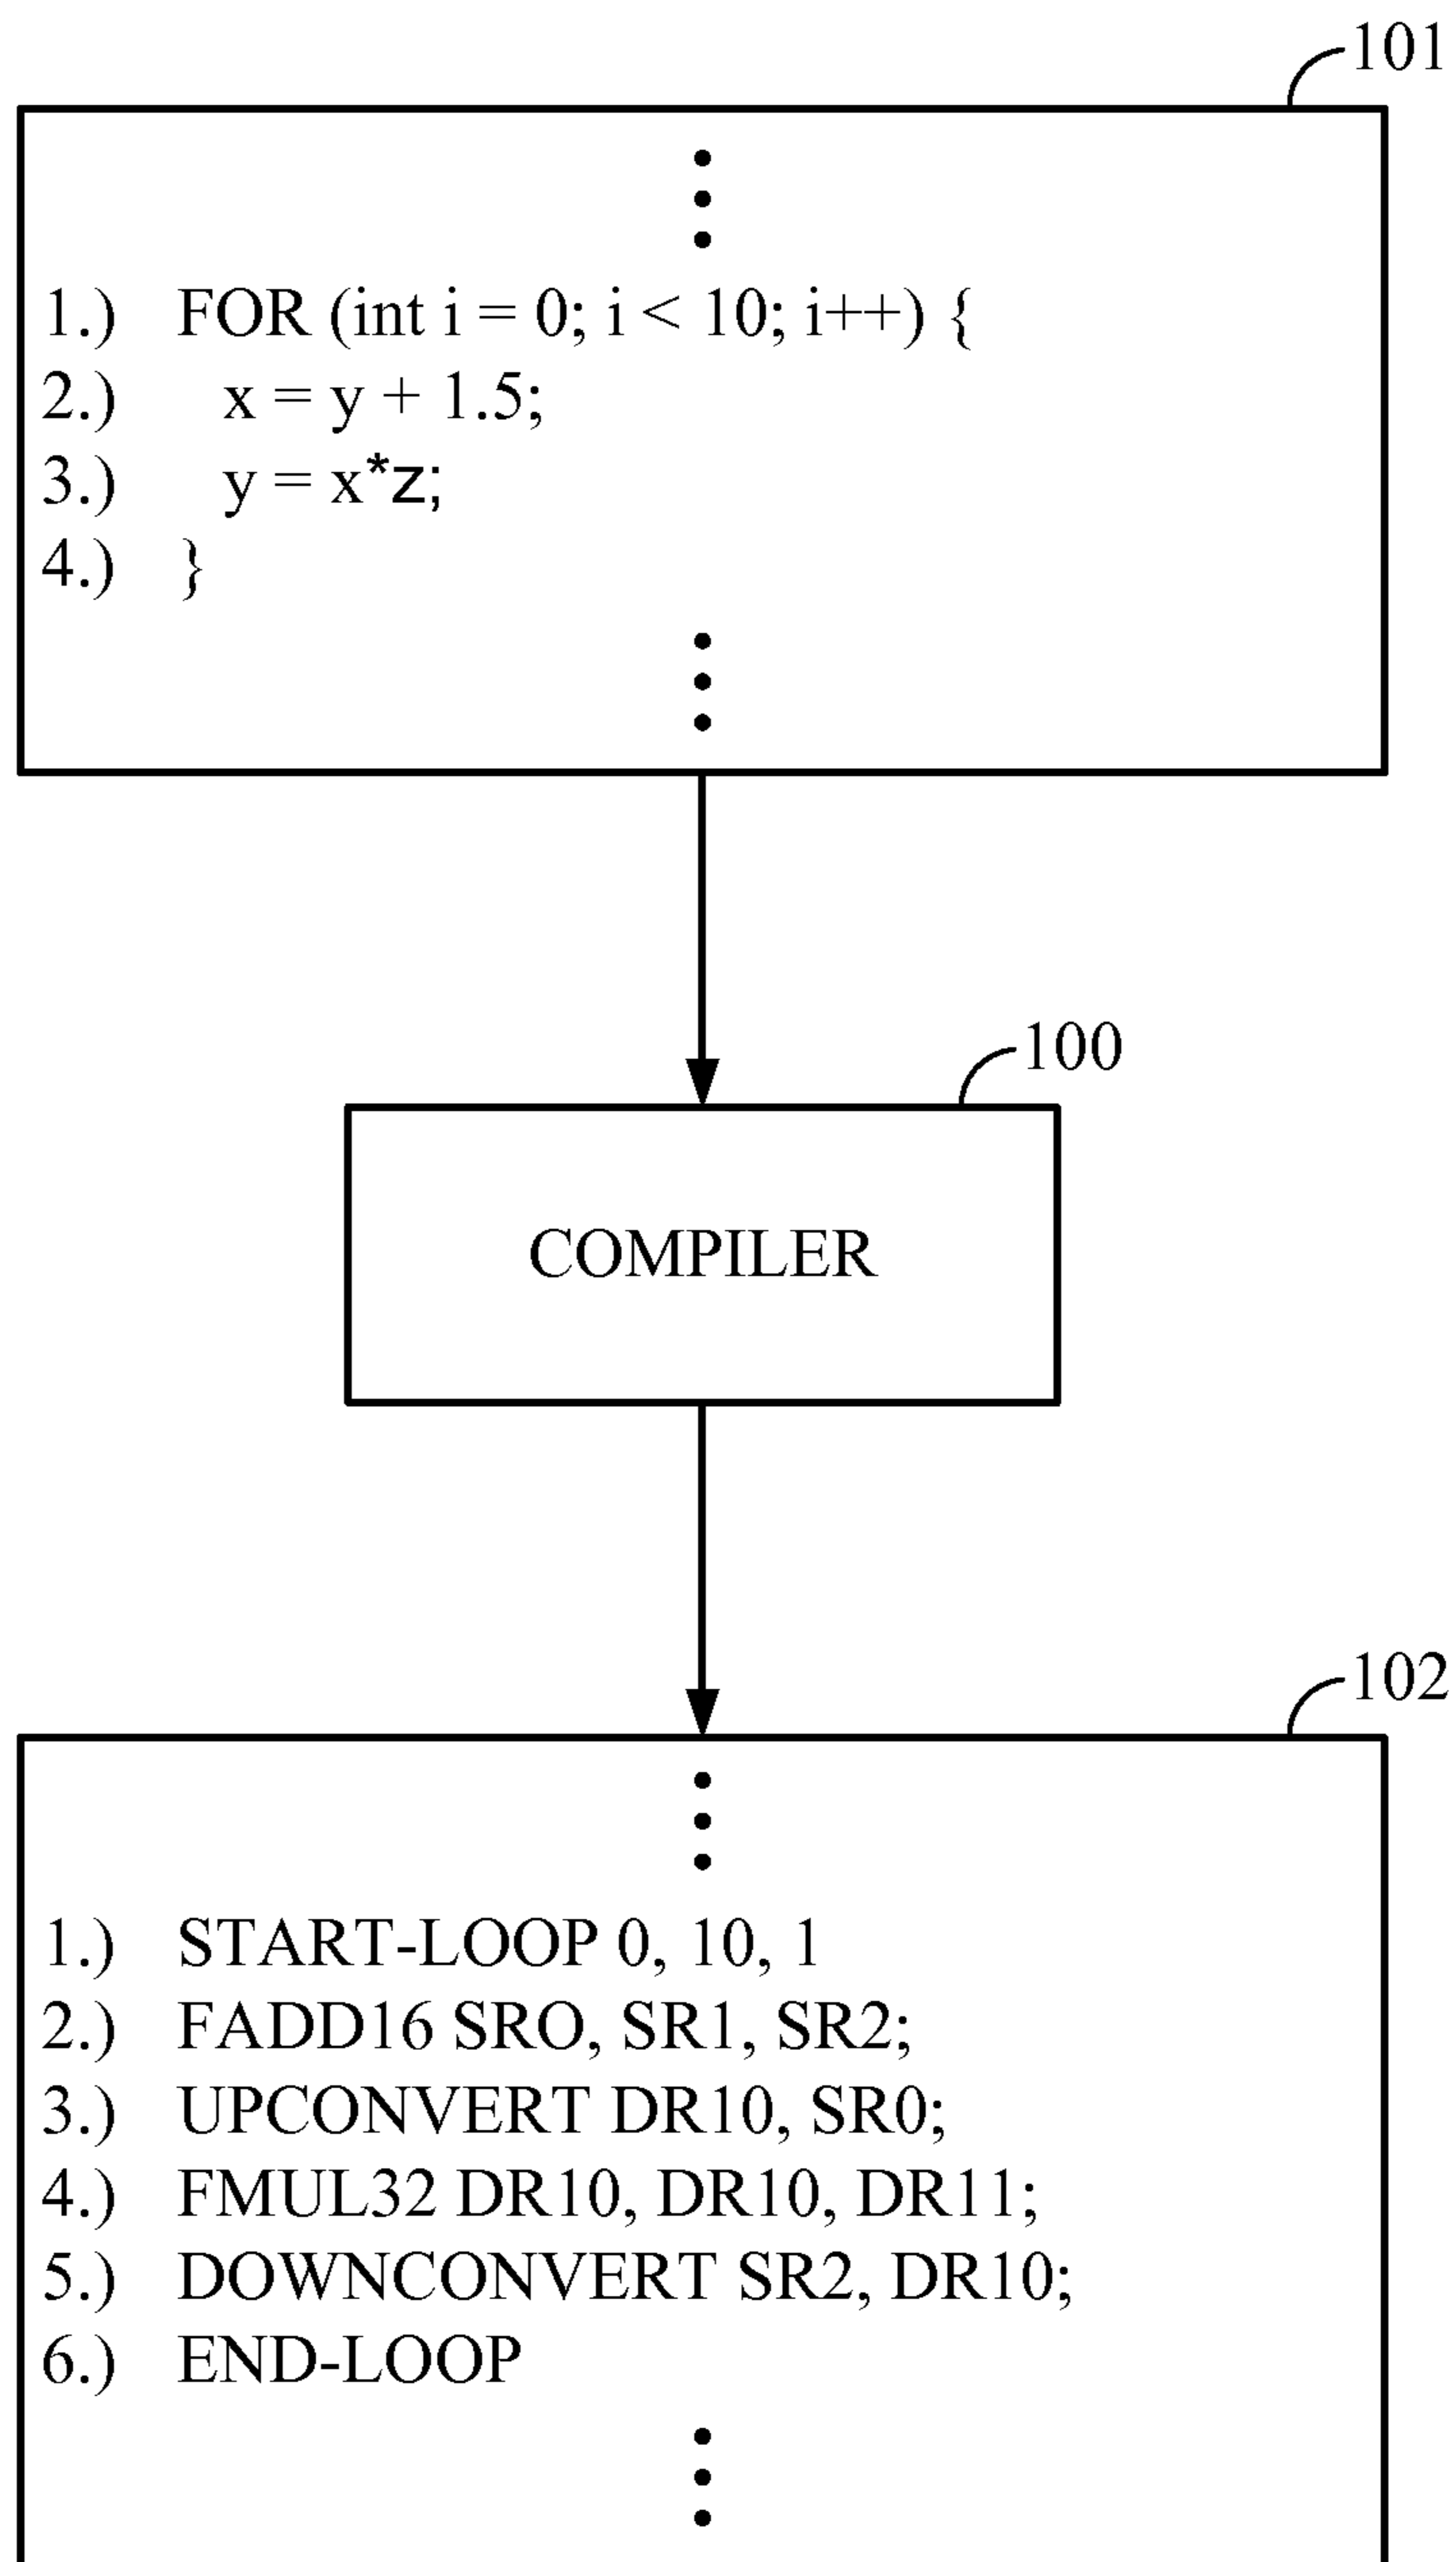 101
1.) FOR (int i = 0; i < 10; i++) {
2.) x = y + 1.5;
3.) y = x*z;
4.) }
100
COMPILER
102
1.) START-LOOP 0, 10, 1
2.) FADD16 SRO, SR1, SR2;
3.) UPCONVERT DR10, SR0;
4.) FMUL32 DR10, DR10, DR11;
5.) DOWNCONVERT SR2, DR10;
6.) END-LOOP